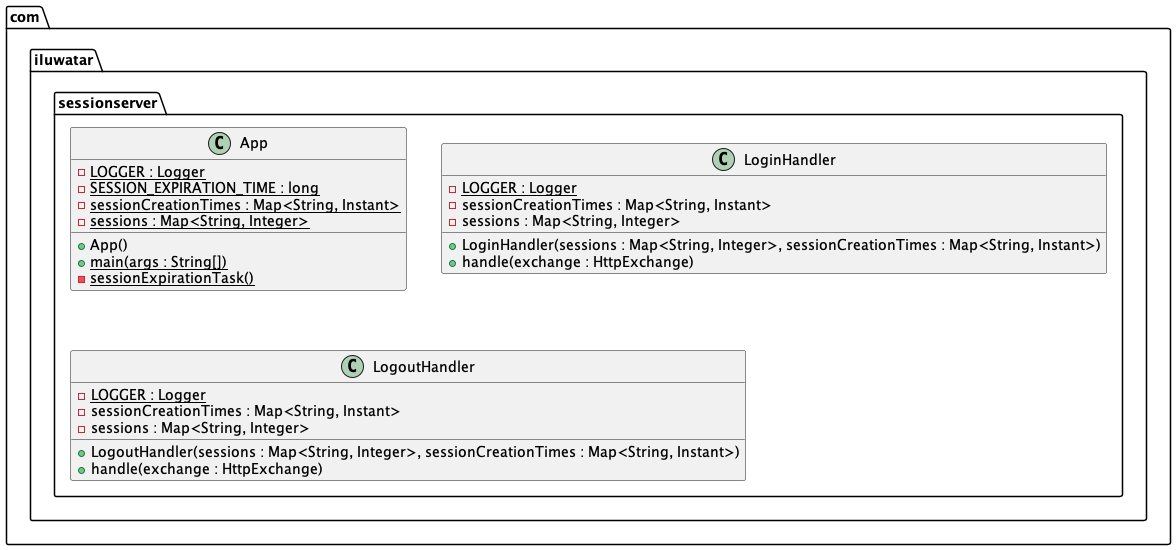 com
iluwatar
sessionserver
C App
LOGGER : Logger
SESSION_EXPIRATION_TIME : long
sessionCreationTimes : Map<String, Instant>
sessions : Map<String, Integer>
App()
main(args : String[])
sessionExpirationTask()
C LoginHandler
LOGGER : Logger
sessionCreationTimes : Map<String, Instant>
sessions : Map<String, Integer>
LoginHandler(sessions : Map<String, Integer>, sessionCreationTimes : Map<String, Instant>)
handle(exchange : HttpExchange)
C LogoutHandler
LOGGER : Logger
sessionCreationTimes : Map<String, Instant>
sessions : Map<String, Integer>
LogoutHandler(sessions : Map<String, Integer>, sessionCreationTimes : Map<String, Instant>)
handle(exchange : HttpExchange)